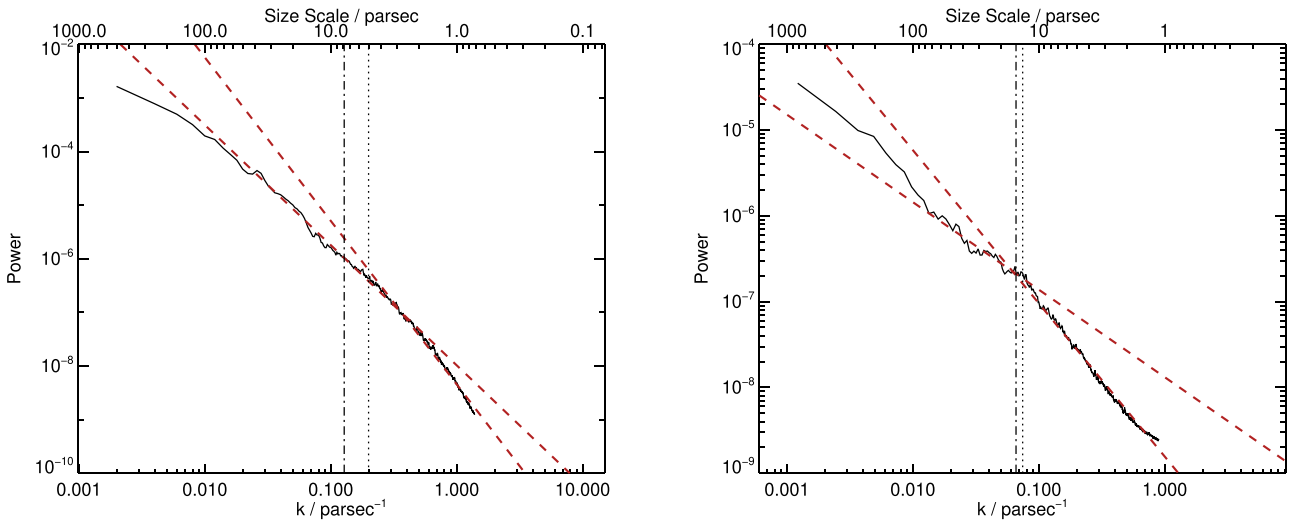 Size Scale / parsec
1000.0 100.0 10.0 1.0 0.1
10⁻²
10⁻⁴
10⁻⁶
10⁻⁸
10⁻¹⁰
Power
0.001 0.010 0.100 1.000 10.000
k / parsec⁻¹
Size Scale / parsec
1000 100 10 1
10⁻⁴
10⁻⁵
10⁻⁶
10⁻⁷
10⁻⁸
10⁻⁹
Power
0.001 0.010 0.100 1.000
k / parsec⁻¹